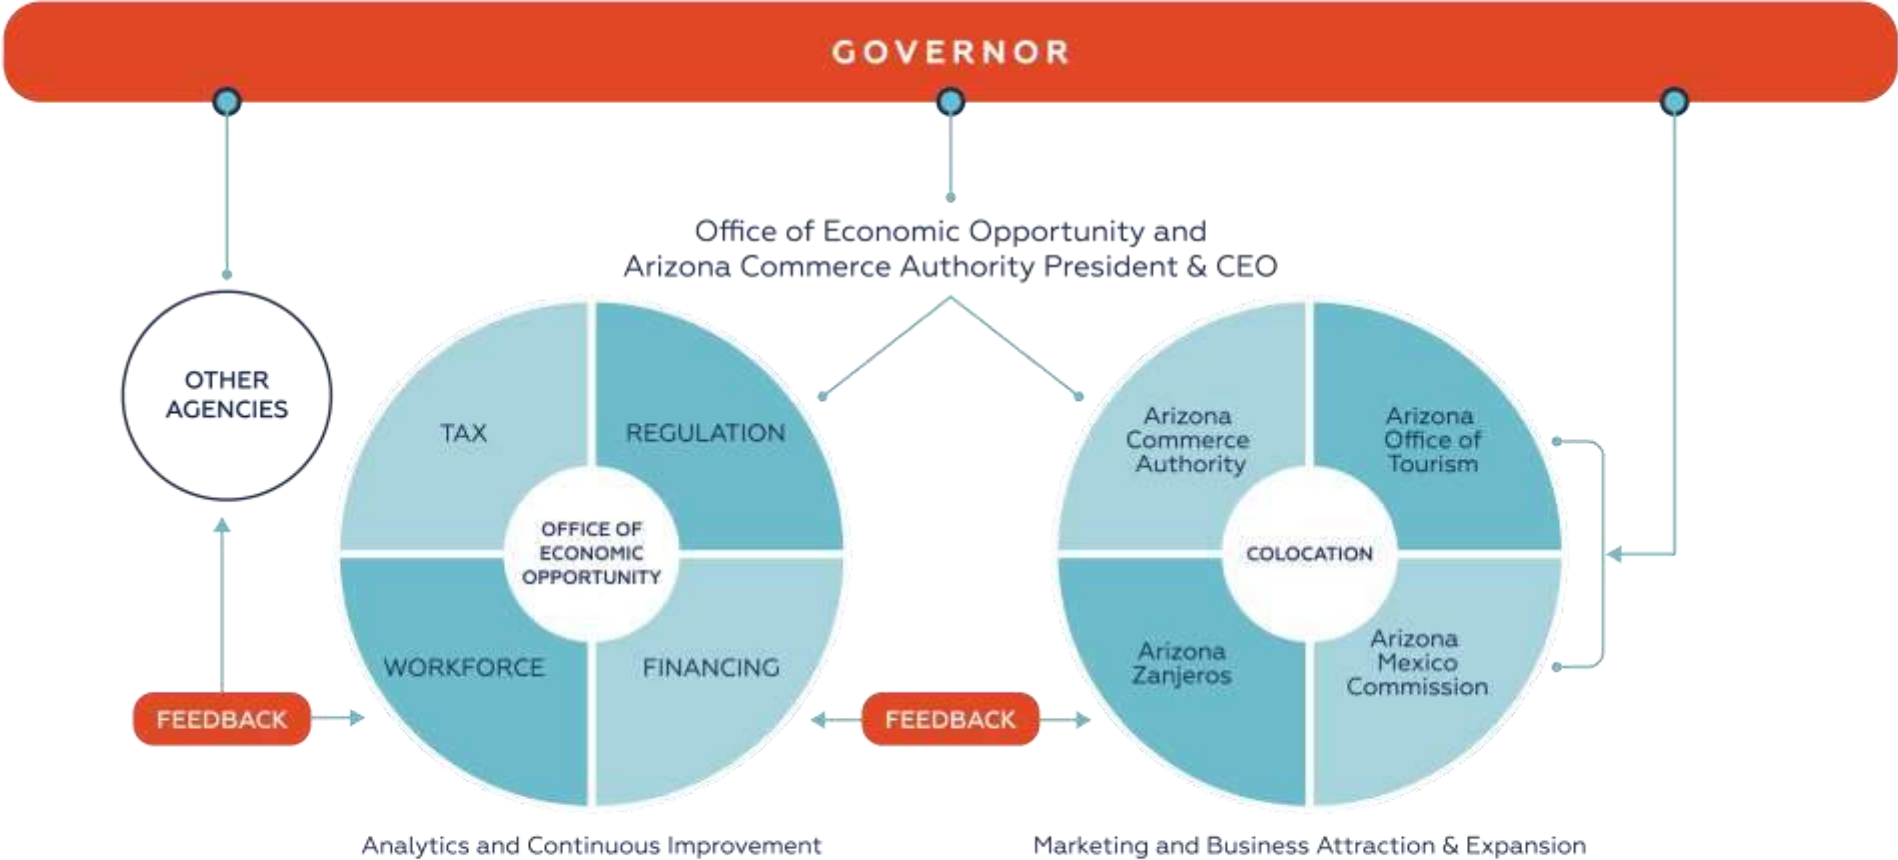 GOVERNOR
Office of Economic Opportunity and
Arizona Commerce Authority President & CEO
OTHER
AGENCIES
TAX
REGULATION
OFFICE OF
ECONOMIC
OPPORTUNITY
WORKFORCE
FINANCING
Arizona
Commerce
Authority
Arizona
Office of
Tourism
COLOCATION
Arizona
Zanjeros
Arizona
Mexico
Commission
FEEDBACK
FEEDBACK
Analytics and Continuous Improvement
Marketing and Business Attraction & Expansion